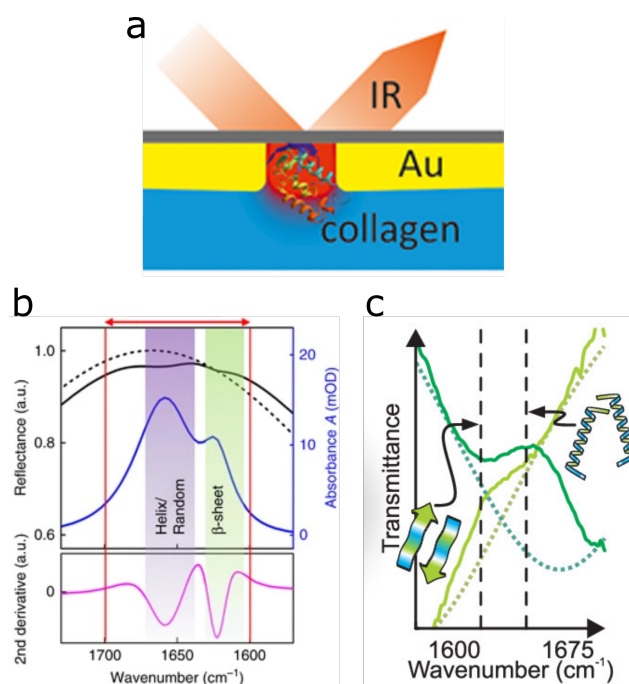 a
IR
Au
collagen
b
Reflectance (a.u.)
1.0
0.8
0.6
Helix/
Random
β-sheet
20
10
0
Absorbance A (mOD)
2nd derivative (a.u.)
0
1700
1650
1600
Wavenumber (cm⁻¹)
c
Transmittance
1600
1675
Wavenumber (cm⁻¹)